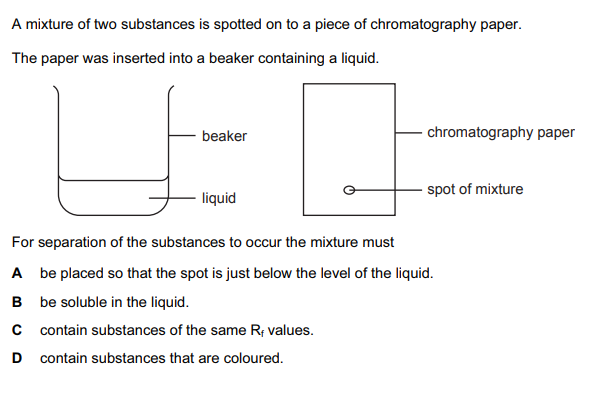 A mixture of two substances is spotted on to a piece of chromatography paper.
The paper was inserted into a beaker containing a liquid.
beaker
chromatography paper
liquid
spot of mixture
For separation of the substances to occur the mixture must
A be placed so that the spot is just below the level of the liquid.
B be soluble in the liquid.
C contain substances of the same Rf values.
D contain substances that are coloured.